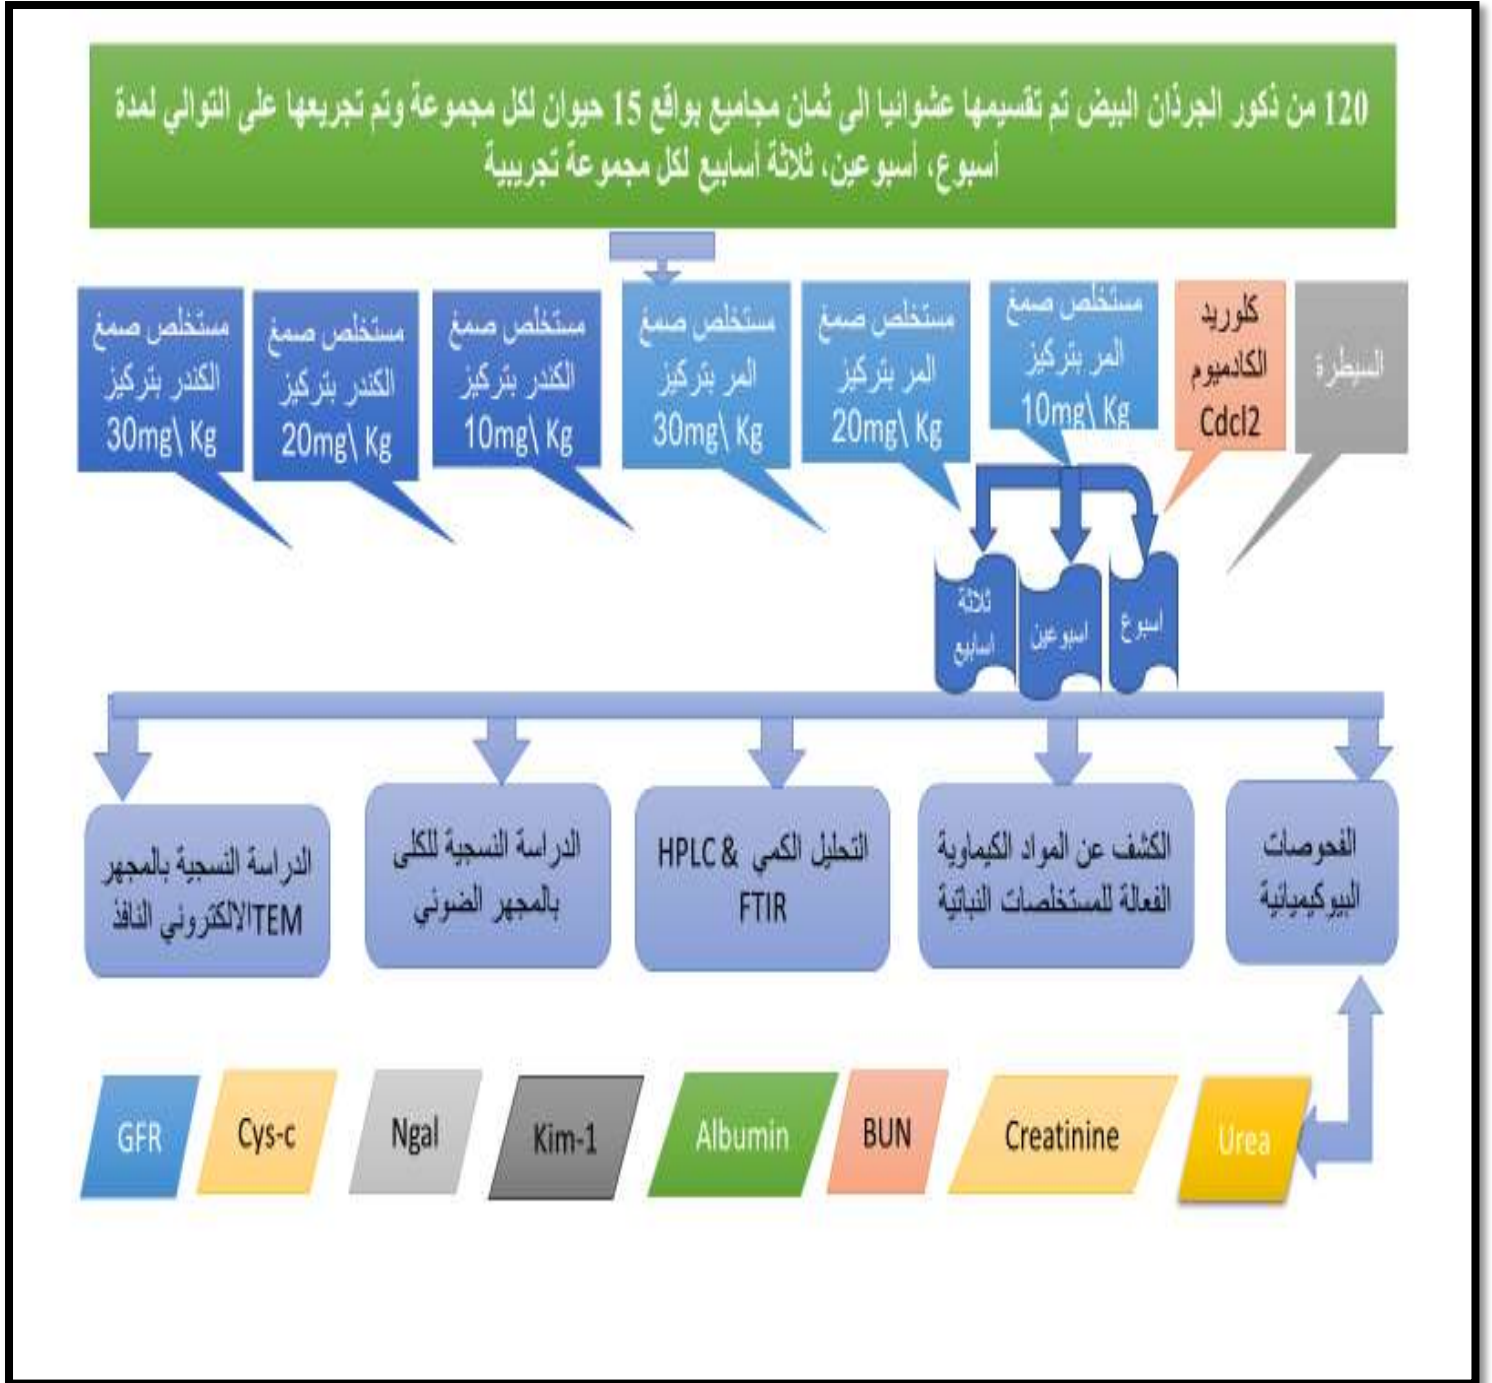 120 من ذكور الجرذان البيض تم تقسيمها عشوائيا الى ثمان مجاميع بواقع 15 حيوان لكل مجموعة وتم تجريعها على التوالي لمدة
أسبوع، أسبوعين، ثلاثة أسابيع لكل مجموعة تجريبية
السيطرة
كلوريد
الكادميوم
Cdcl2
مستخلص صمغ
المر بتركيز
10mg\ Kg
مستخلص صمغ
المر بتركيز
20mg\ Kg
مستخلص صمغ
المر بتركيز
30mg\ Kg
مستخلص صمغ
الكندر بتركيز
10mg\ Kg
مستخلص صمغ
الكندر بتركيز
20mg\ Kg
مستخلص صمغ
الكندر بتركيز
30mg\ Kg
اسبوع
اسبوعين
ثلاثة
اسابيع
الفحوصات
البيوكيميائية
الكشف عن المواد الكيماوية
الفعالة للمستخلصات النباتية
التحليل الكمي HPLC &
FTIR
الدراسة النسجية للكلى
بالمجهر الضوئي
الدراسة النسجية بالمجهر
الالكتروني النافذTEM
Urea
Creatinine
BUN
Albumin
Kim-1
Ngal
Cys-c
GFR